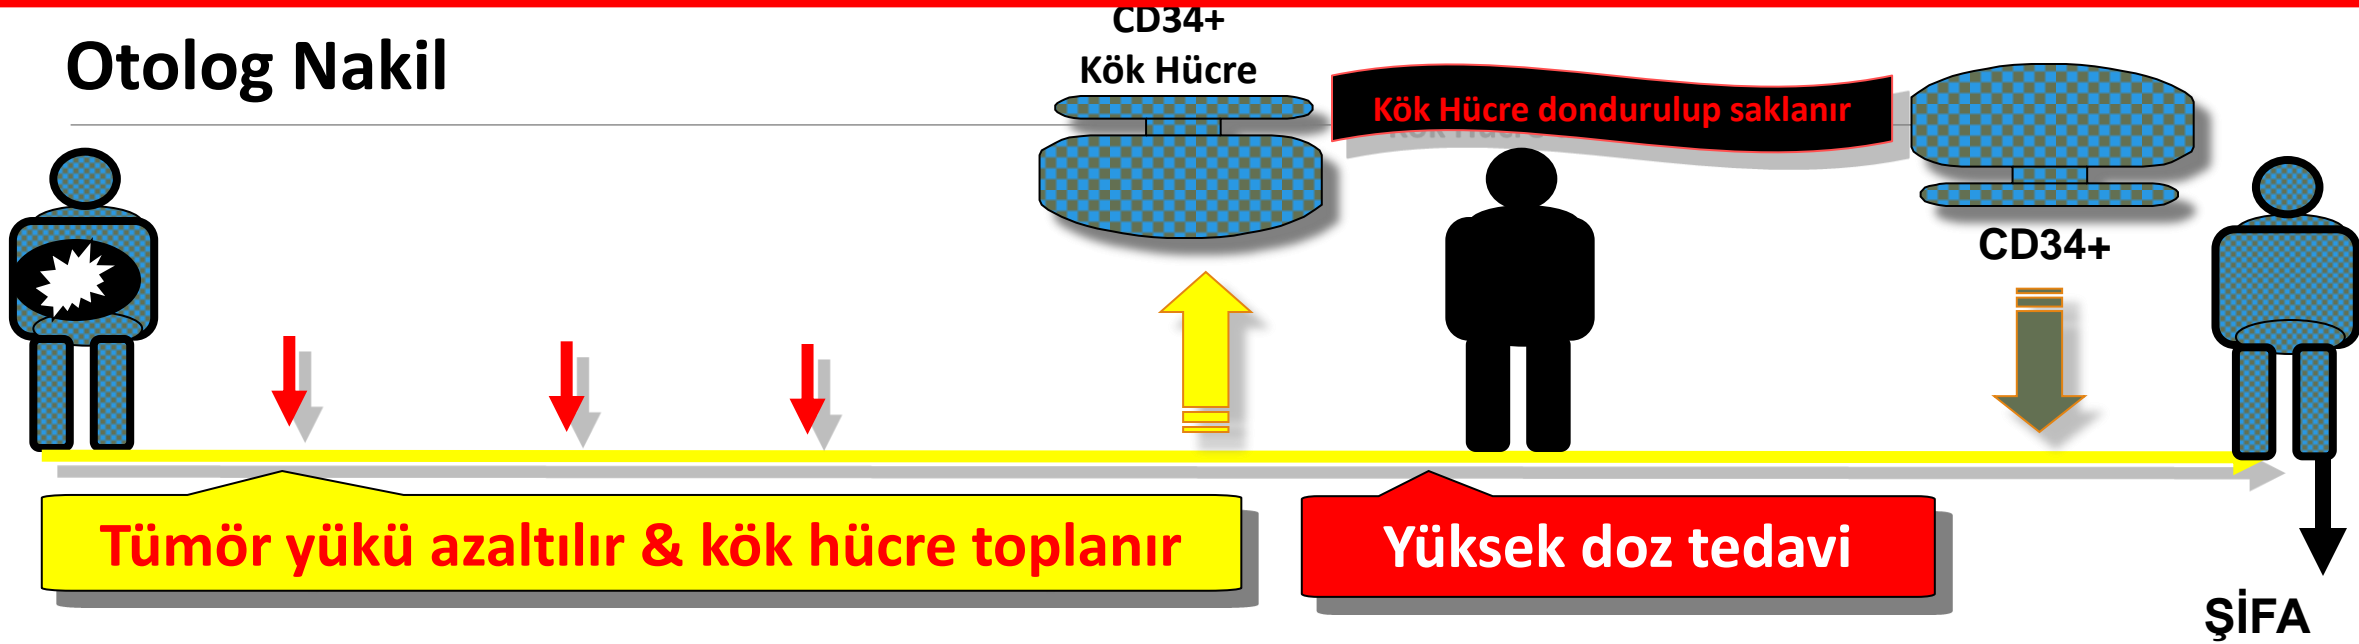 CD34+
Kök Hücre
Otolog Nakil
Kök Hücre dondurulup saklanır
CD34+
Tümör yükü azaltılır & kök hücre toplanır
Yüksek doz tedavi
ŞİFA